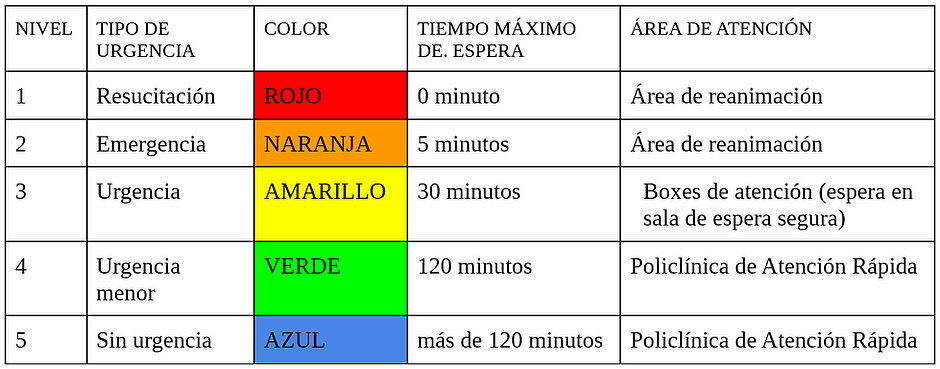 NIVEL
TIPO DE
URGENCIA
COLOR
TIEMPO MÁXIMO
DE. ESPERA
ÁREA DE ATENCIÓN
1
Resucitación
ROJO
0 minuto
Área de reanimación
2
Emergencia
NARANJA
5 minutos
Área de reanimación
3
Urgencia
AMARILLO
30 minutos
Boxes de atención (espera en
sala de espera segura)
4
Urgencia
menor
VERDE
120 minutos
Policlínica de Atención Rápida
5
Sin urgencia
AZUL
más de 120 minutos
Policlínica de Atención Rápida